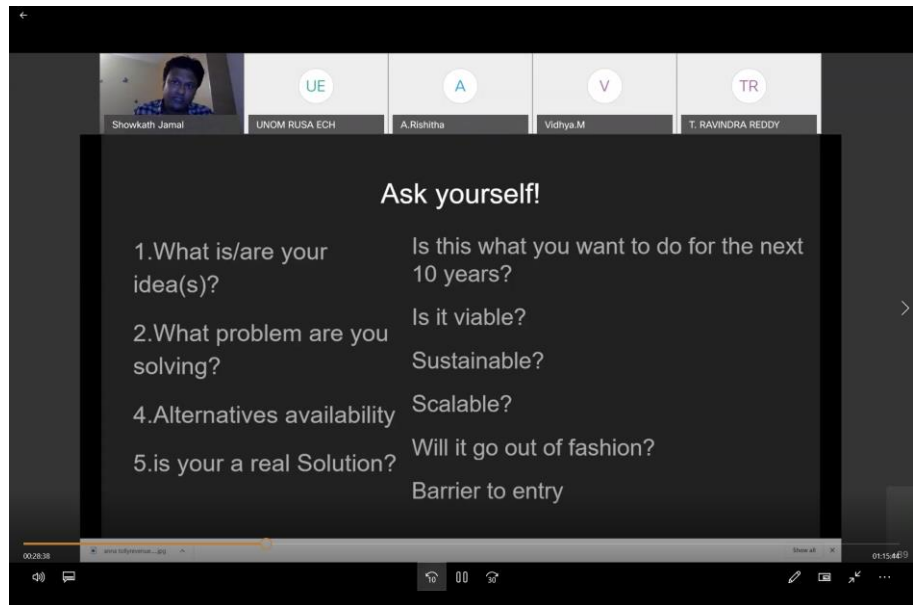 UE
A
V
TR
Showkath Jamal
UNOM RUSA ECH
A.Rishitha
Vidhya.M
T. RAVINDRA REDDY
Ask yourself!
1.What is/are your
idea(s)?
2.What problem are you
solving?
4.Alternatives availability
5.is your a real Solution?
Is this what you want to do for the next
10 years?
Is it viable?
Sustainable?
Scalable?
Will it go out of fashion?
Barrier to entry
00:28:38
Show all
10
30